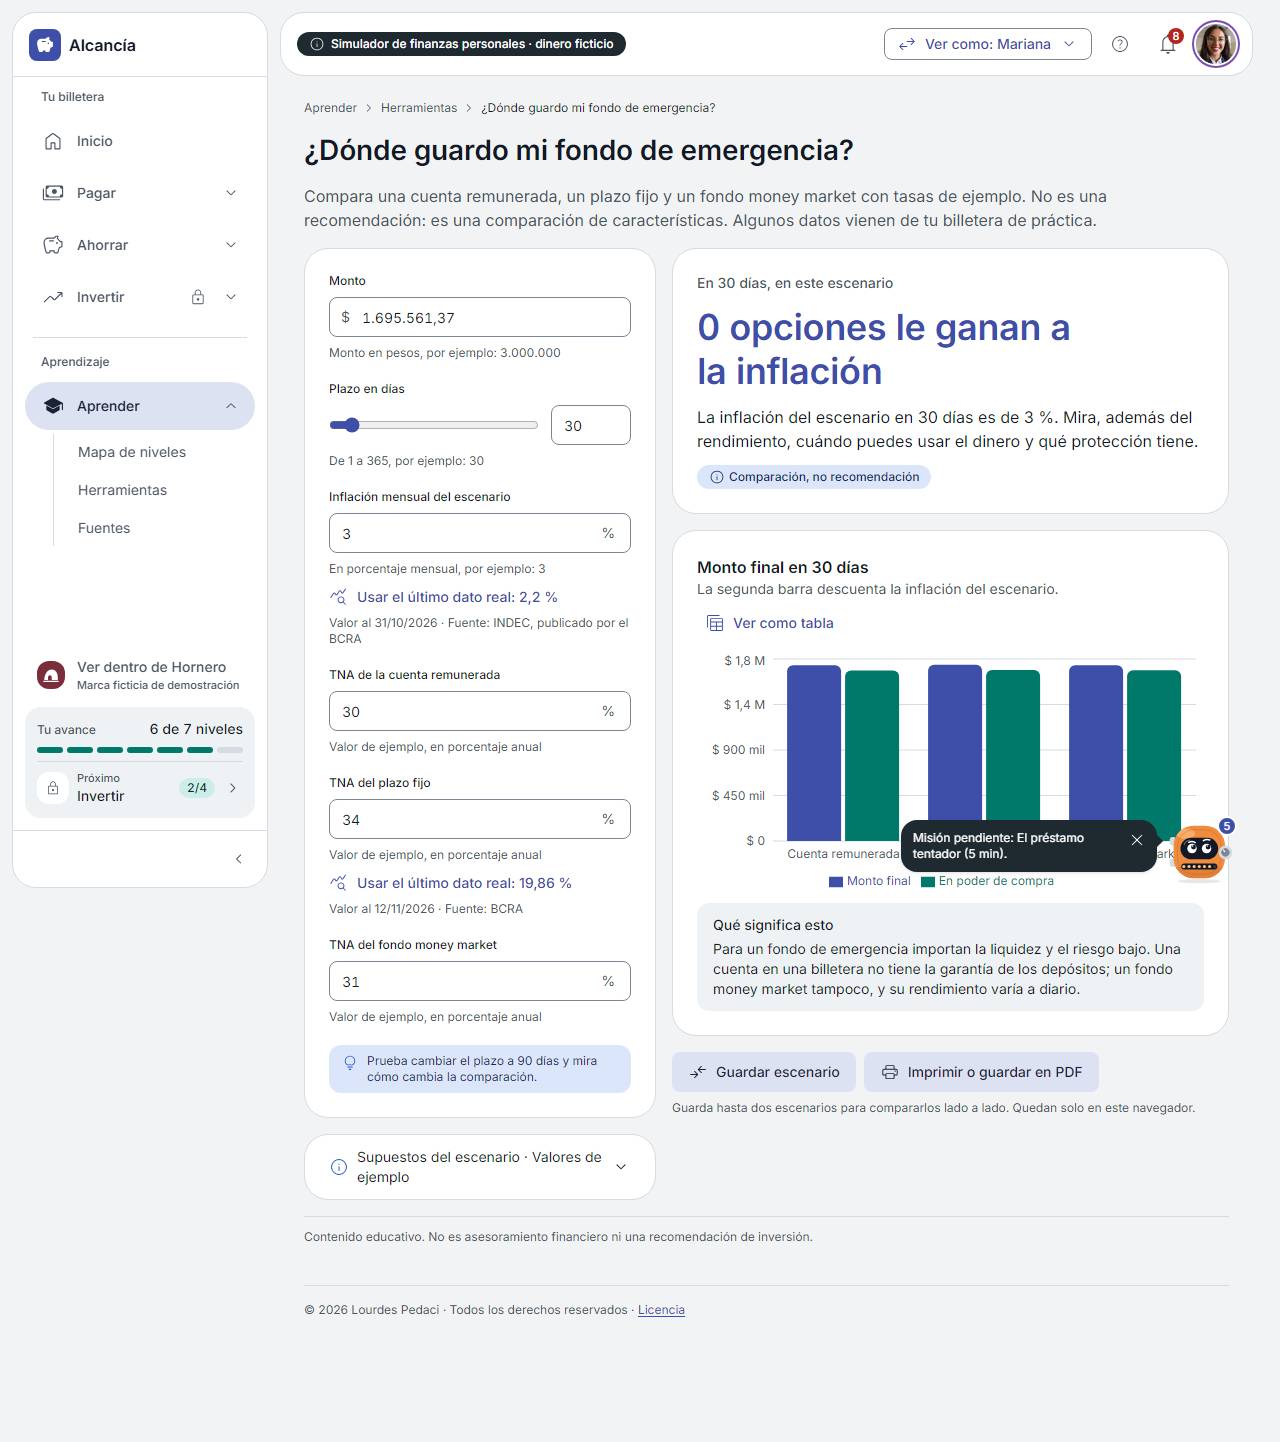 Alcancía
Tu billetera
Inicio
Pagar
Ahorrar
Invertir
Aprendizaje
Aprender
Mapa de niveles
Herramientas
Fuentes
Ver dentro de Hornero
Marca ficticia de demostración
Tu avance 6 de 7 niveles
Próximo
Invertir
2/4
Simulador de finanzas personales · dinero ficticio
Ver como: Mariana
8
Aprender > Herramientas > ¿Dónde guardo mi fondo de emergencia?
¿Dónde guardo mi fondo de emergencia?
Compara una cuenta remunerada, un plazo fijo y un fondo money market con tasas de ejemplo. No es una
recomendación: es una comparación de características. Algunos datos vienen de tu billetera de práctica.
Monto
$ 1.695.561,37
Monto en pesos, por ejemplo: 3.000.000
Plazo en días
30
De 1 a 365, por ejemplo: 30
Inflación mensual del escenario
3 %
En porcentaje mensual, por ejemplo: 3
Usar el último dato real: 2,2 %
Valor al 31/10/2026 · Fuente: INDEC, publicado por el
BCRA
TNA de la cuenta remunerada
30 %
Valor de ejemplo, en porcentaje anual
TNA del plazo fijo
34 %
Valor de ejemplo, en porcentaje anual
Usar el último dato real: 19,86 %
Valor al 12/11/2026 · Fuente: BCRA
TNA del fondo money market
31 %
Valor de ejemplo, en porcentaje anual
Prueba cambiar el plazo a 90 días y mira
cómo cambia la comparación.
Supuestos del escenario · Valores de
ejemplo
En 30 días, en este escenario
0 opciones le ganan a
la inflación
La inflación del escenario en 30 días es de 3 %. Mira, además del
rendimiento, cuándo puedes usar el dinero y qué protección tiene.
Comparación, no recomendación
Monto final en 30 días
La segunda barra descuenta la inflación del escenario.
Ver como tabla
$ 1,8 M
$ 1,4 M
$ 900 mil
$ 450 mil
$ 0
Cuenta remunerada
Misión pendiente: El préstamo
tentador (5 min).
5
Monto final En poder de compra
Qué significa esto
Para un fondo de emergencia importan la liquidez y el riesgo bajo. Una
cuenta en una billetera no tiene la garantía de los depósitos; un fondo
money market tampoco, y su rendimiento varía a diario.
Guardar escenario
Imprimir o guardar en PDF
Guarda hasta dos escenarios para compararlos lado a lado. Quedan solo en este navegador.
Contenido educativo. No es asesoramiento financiero ni una recomendación de inversión.
© 2026 Lourdes Pedaci · Todos los derechos reservados · Licencia